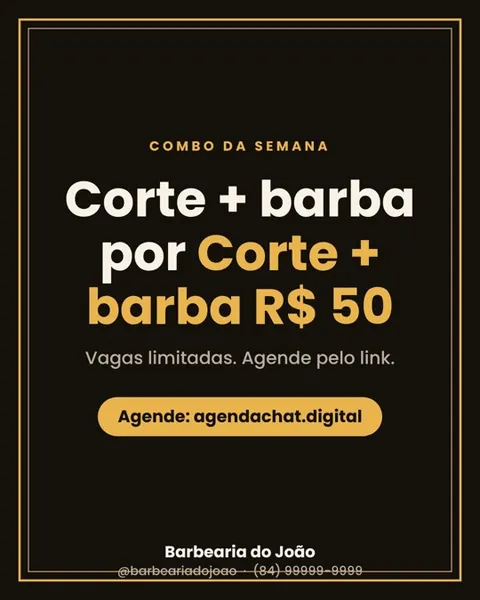 COMBO DA SEMANA
Corte + barba
por Corte +
barba R$ 50
Vagas limitadas. Agende pelo link.
Agende: agendachat.digital
Barbearia do João
@barbeariadojoao · (84) 99999-9999